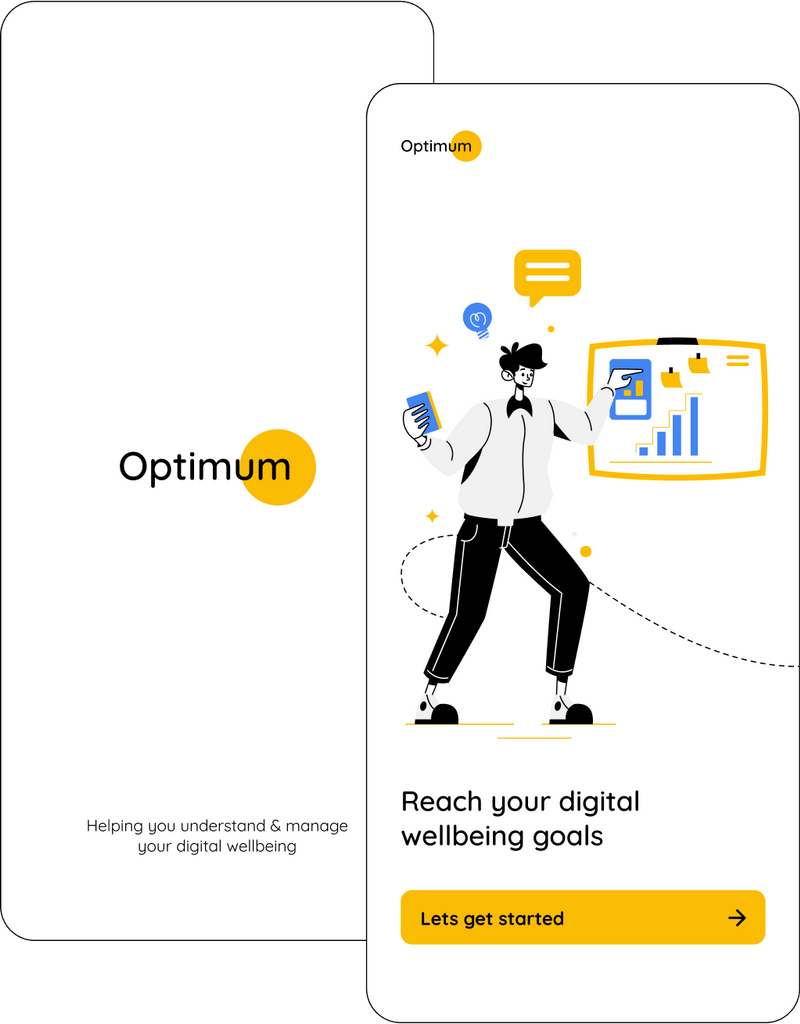 Optimum
Helping you understand & manage
your digital wellbeing
Optimum
Reach your digital
wellbeing goals
Lets get started